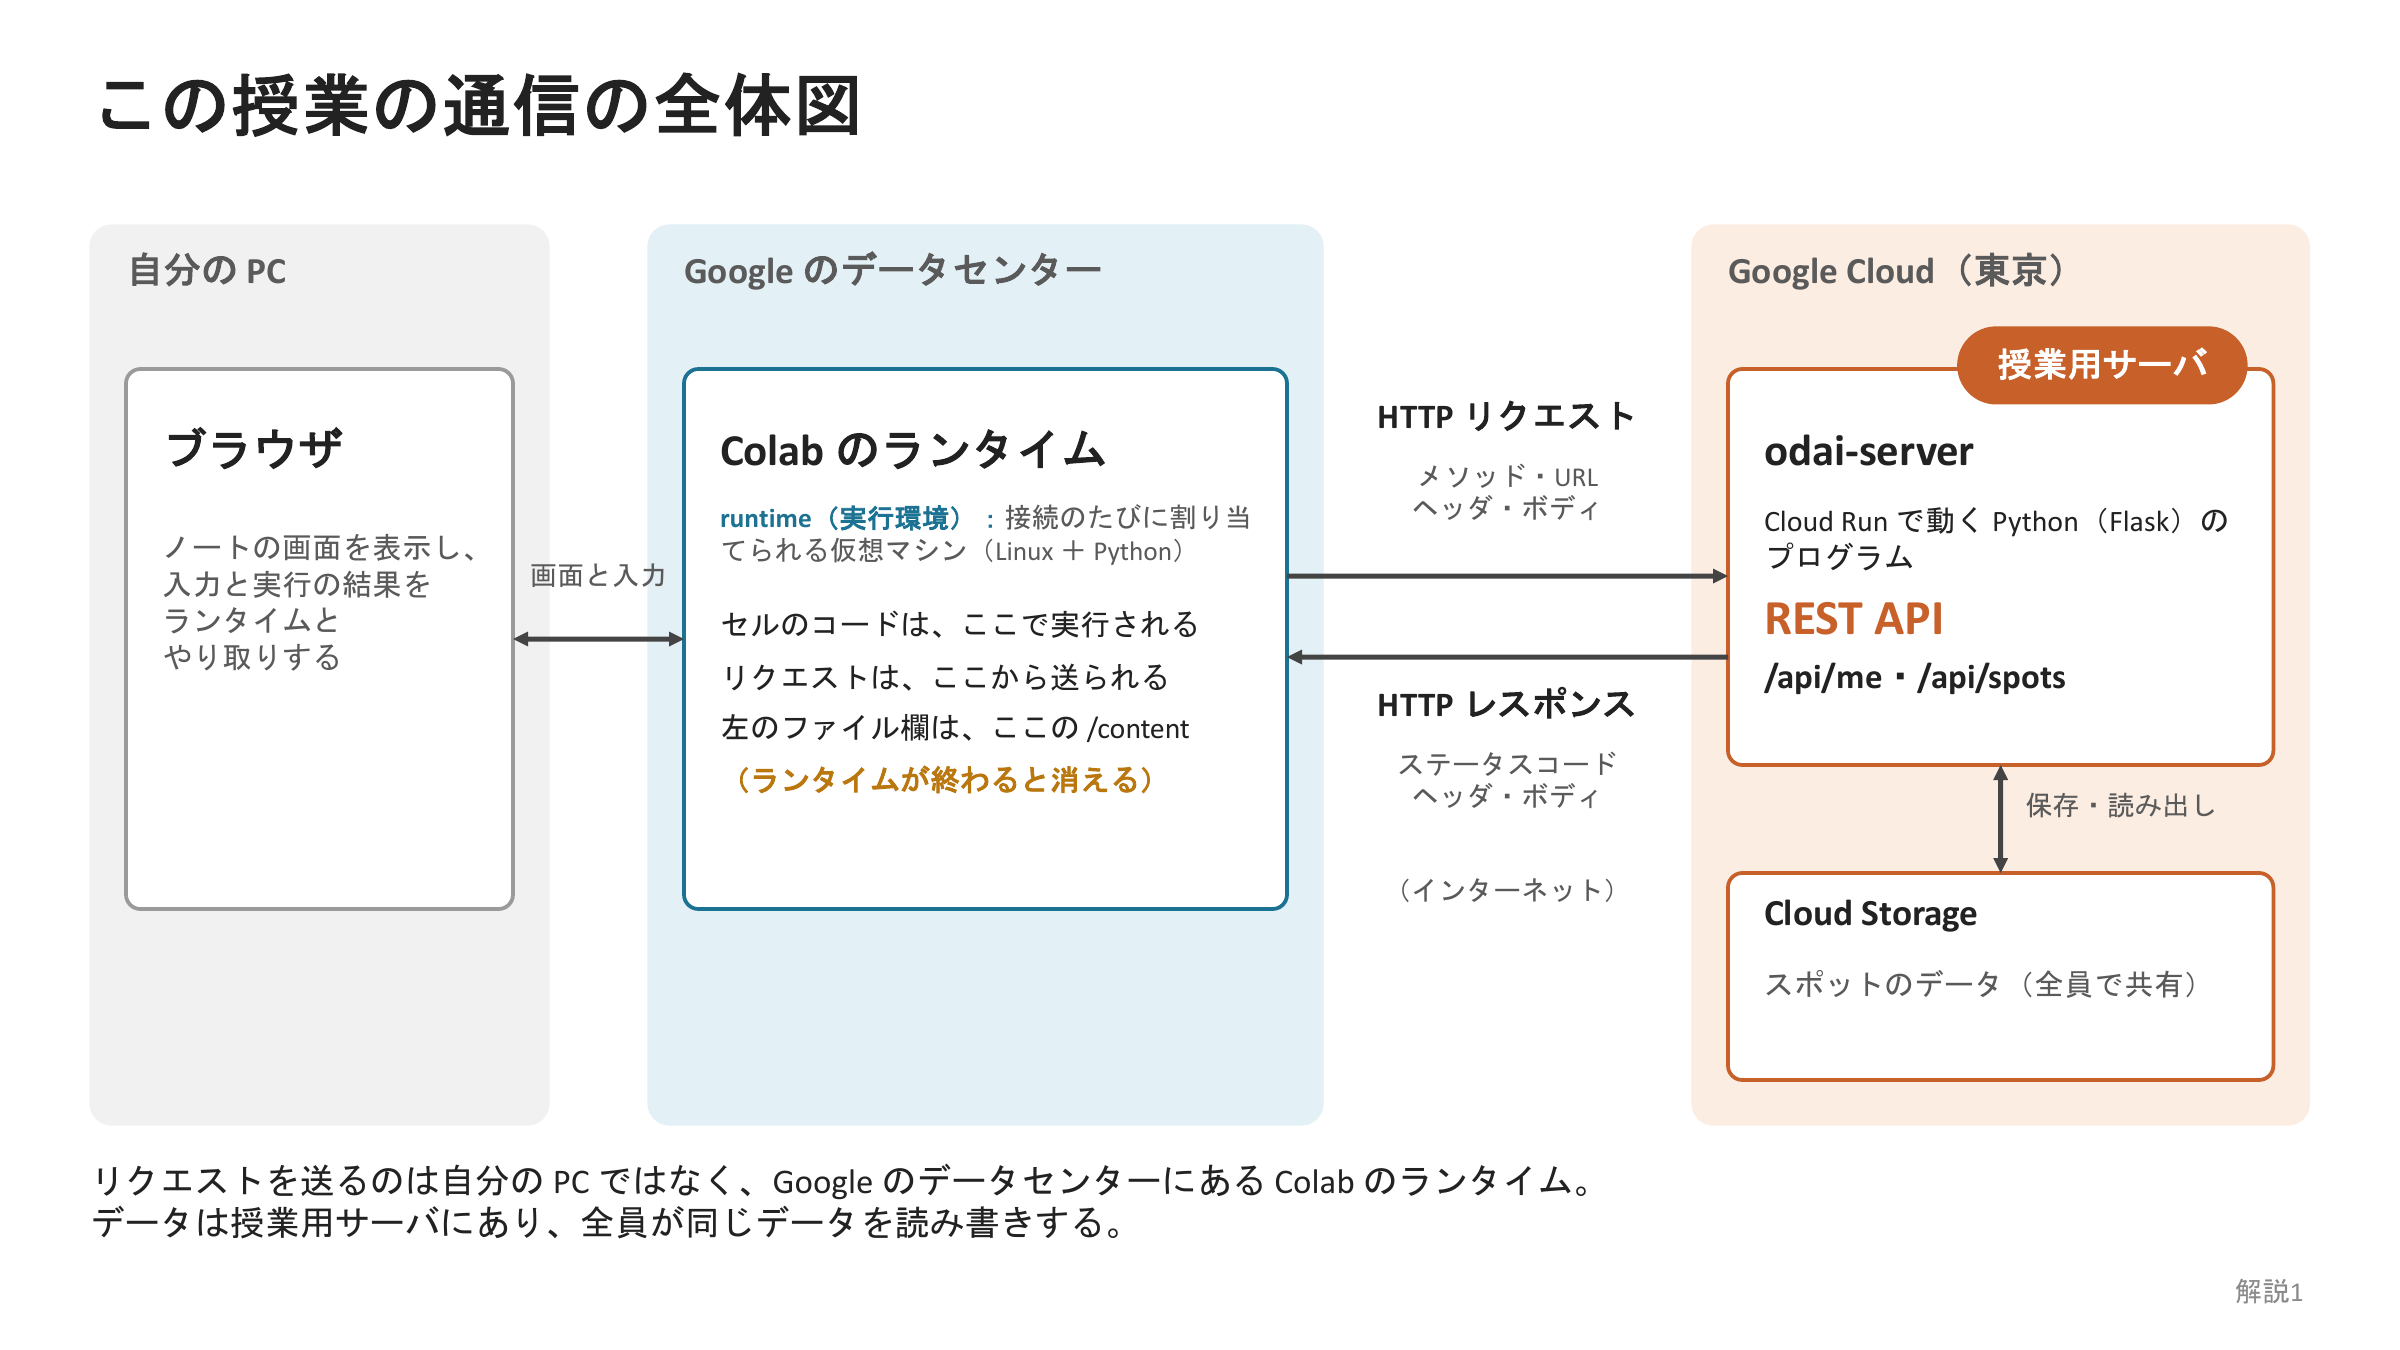 この授業の通信の全体図
自分の PC
ブラウザ
ノートの画面を表示し、
入力と実行の結果を
ランタイムと
やり取りする
画面と入力
Google のデータセンター
Colab のランタイム
runtime（実行環境）：接続のたびに割り当
てられる仮想マシン（Linux ＋ Python）
セルのコードは、ここで実行される
リクエストは、ここから送られる
左のファイル欄は、ここの /content
（ランタイムが終わると消える）
HTTP リクエスト
メソッド・URL
ヘッダ・ボディ
HTTP レスポンス
ステータスコード
ヘッダ・ボディ
（インターネット）
Google Cloud（東京）
授業用サーバ
odai-server
Cloud Run で動く Python（Flask）の
プログラム
REST API
/api/me・/api/spots
保存・読み出し
Cloud Storage
スポットのデータ（全員で共有）
リクエストを送るのは自分の PC ではなく、Google のデータセンターにある Colab のランタイム。
データは授業用サーバにあり、全員が同じデータを読み書きする。
解説1